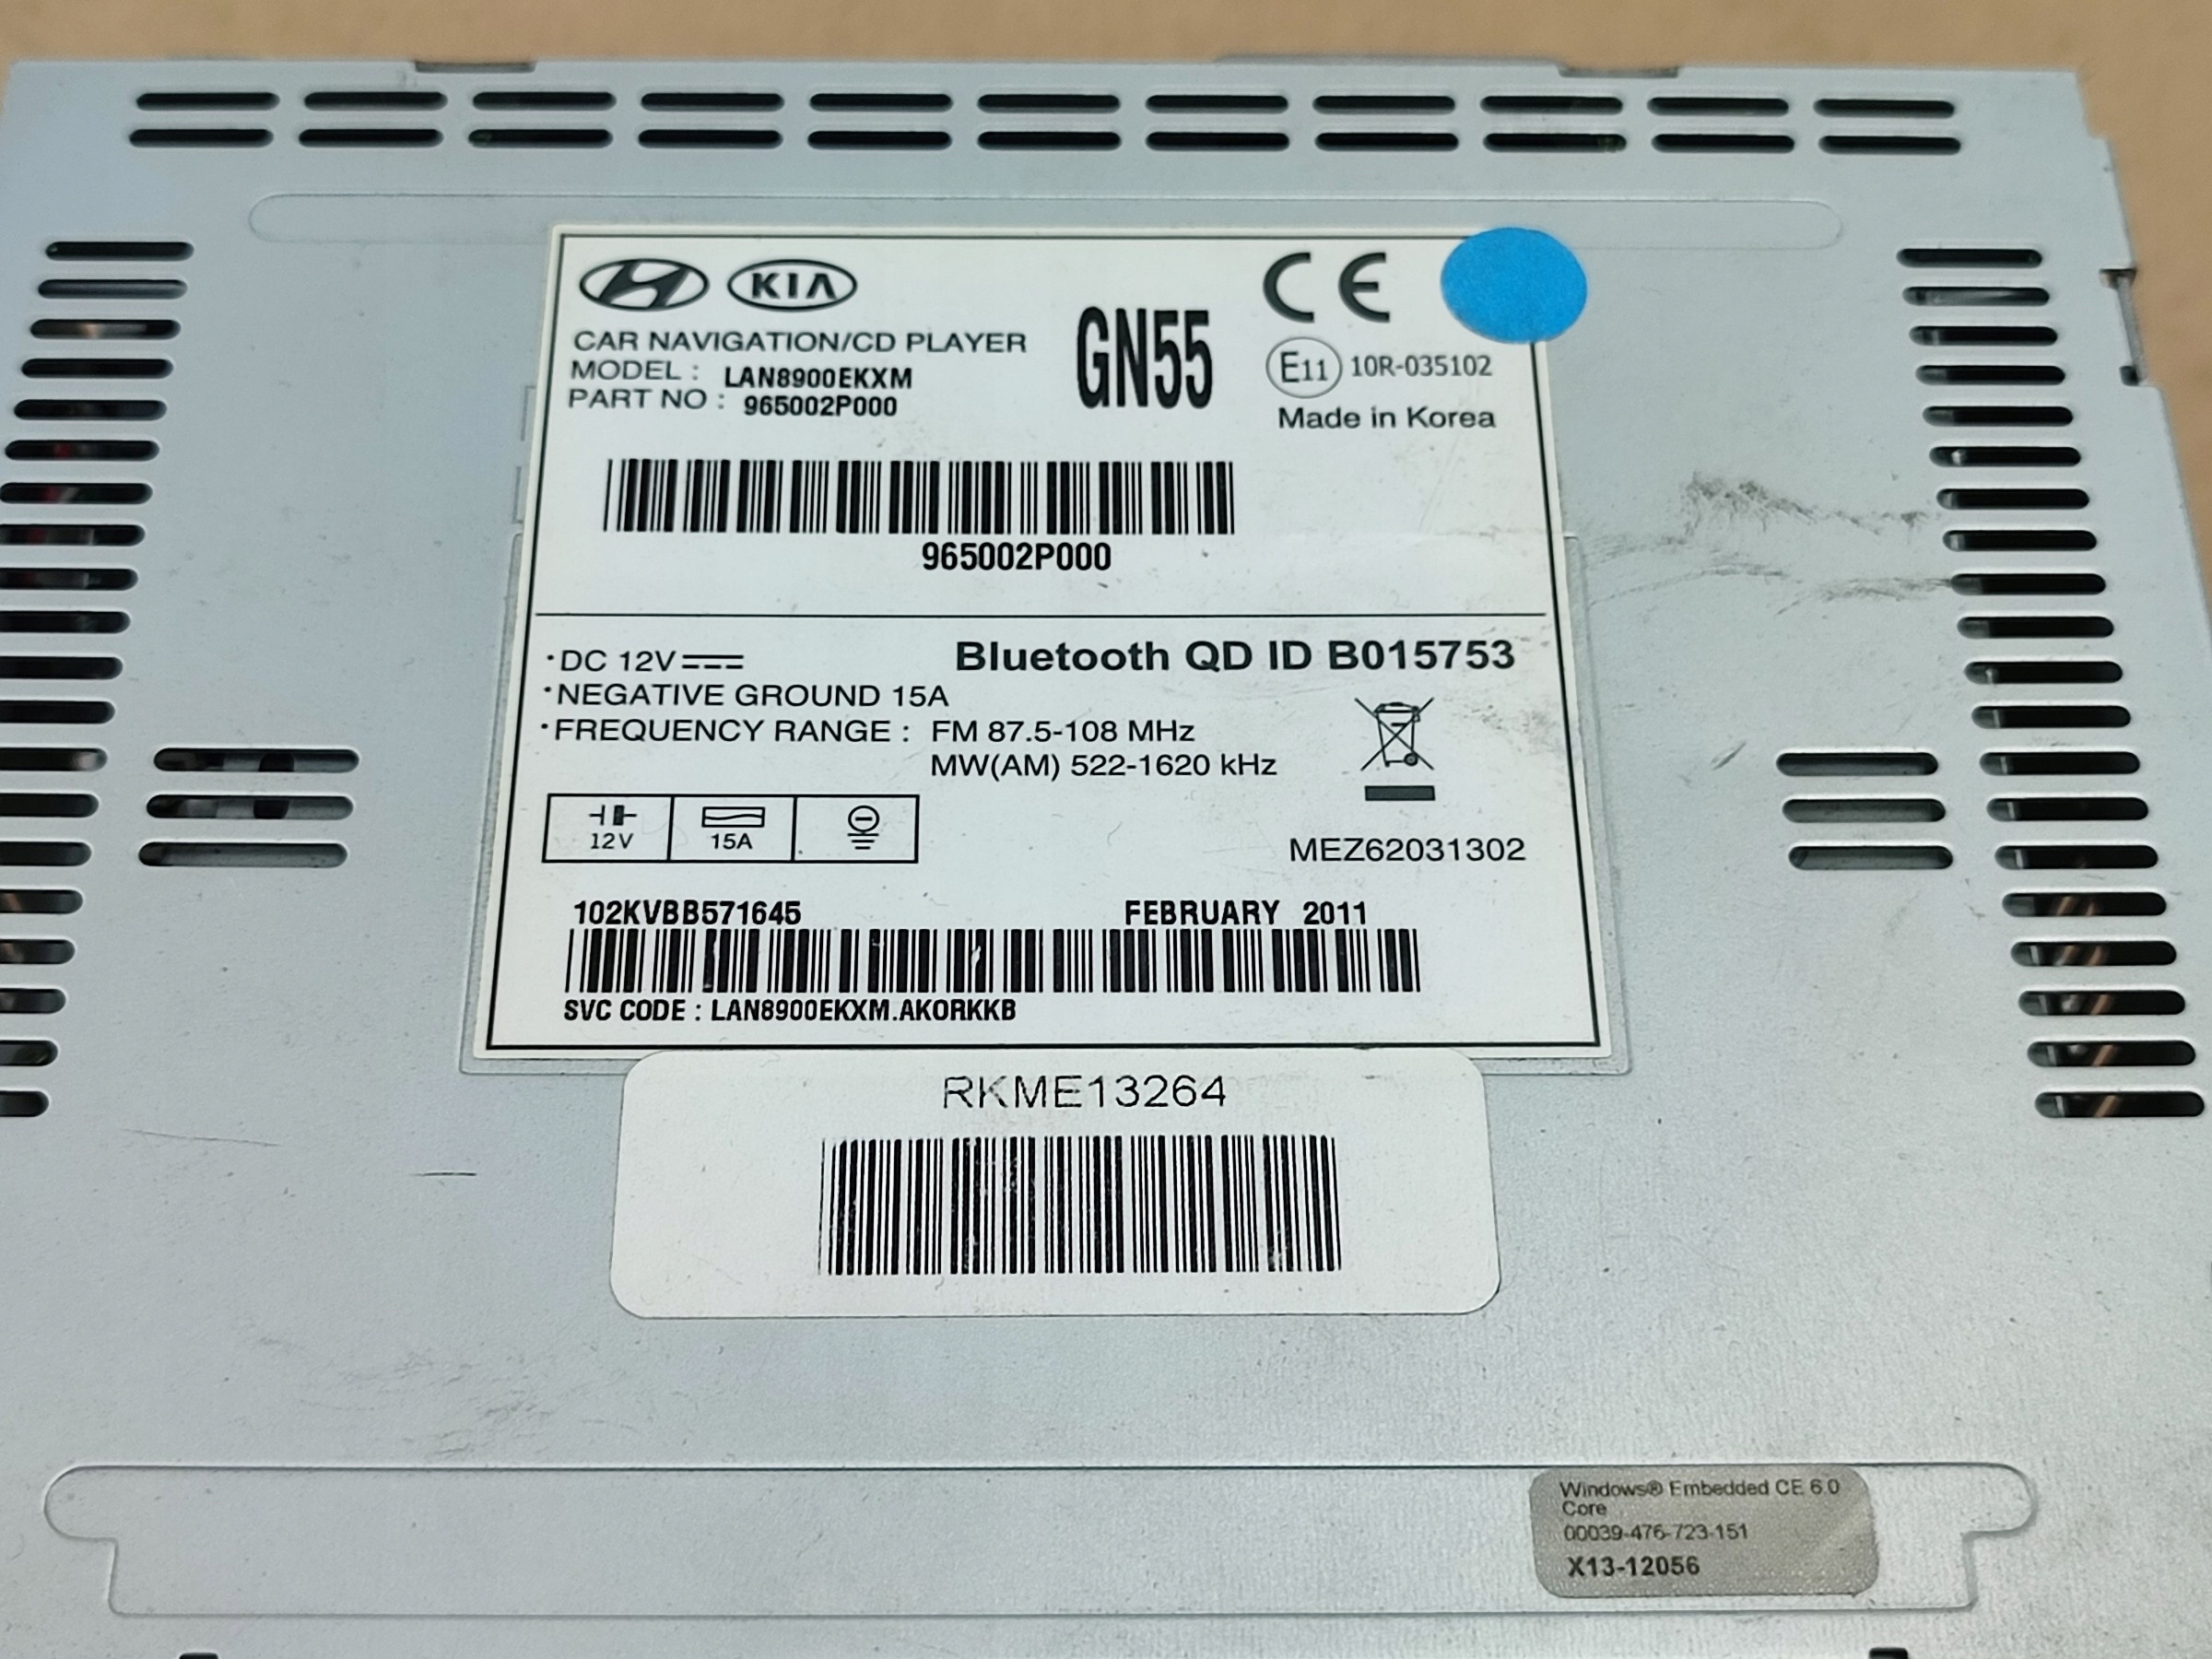 KIA
CAR NAVIGATION/CD PLAYER
MODEL : LAN8900EKXM
PART NO : 965002P000
GN55
CE
E11 10R-035102
Made in Korea
965002P000
·DC 12V
Bluetooth QD ID B015753
·NEGATIVE GROUND 15A
·FREQUENCY RANGE : FM 87.5-108 MHz
MW(AM) 522-1620 kHz
12V 15A
MEZ62031302
102KVBB571645 FEBRUARY 2011
SVC CODE : LAN8900EKXM.AKORKKB
RKME13264
Windows® Embedded CE 6.0
Core
00039-476-723-151
X13-12056